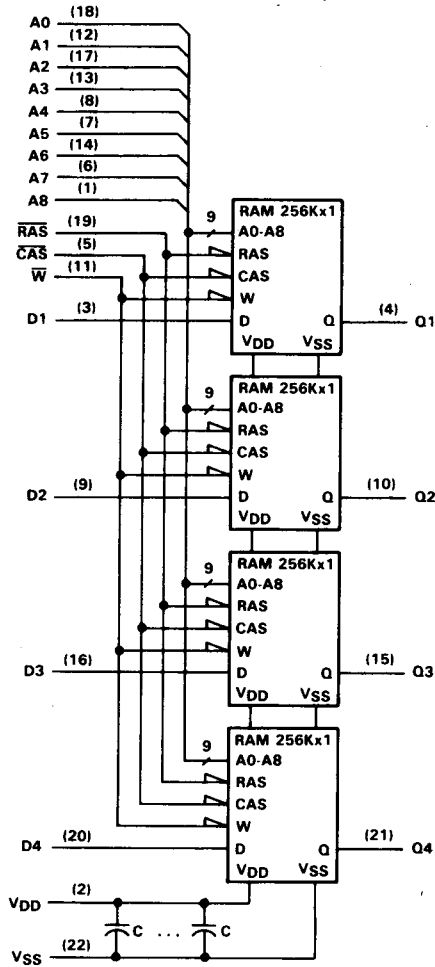 A0 (18)
A1 (12)
A2 (17)
A3 (13)
A4 (8)
A5 (7)
A6 (14)
A7 (6)
A8 (1)
R̅A̅S̅ (19)
C̅A̅S̅ (5)
W̅ (11)
D1 (3)
RAM 256Kx1
9 A0-A8
RAS
CAS
W
D Q (4) Q1
VDD VSS
RAM 256Kx1
9 A0-A8
RAS
CAS
W
D2 (9) D Q (10) Q2
VDD VSS
RAM 256Kx1
9 A0-A8
RAS
CAS
W
D3 (16) D Q (15) Q3
VDD VSS
RAM 256Kx1
9 A0-A8
RAS
CAS
W
D4 (20) D Q (21) Q4
VDD VSS
VDD (2)
C ... C
VSS (22)